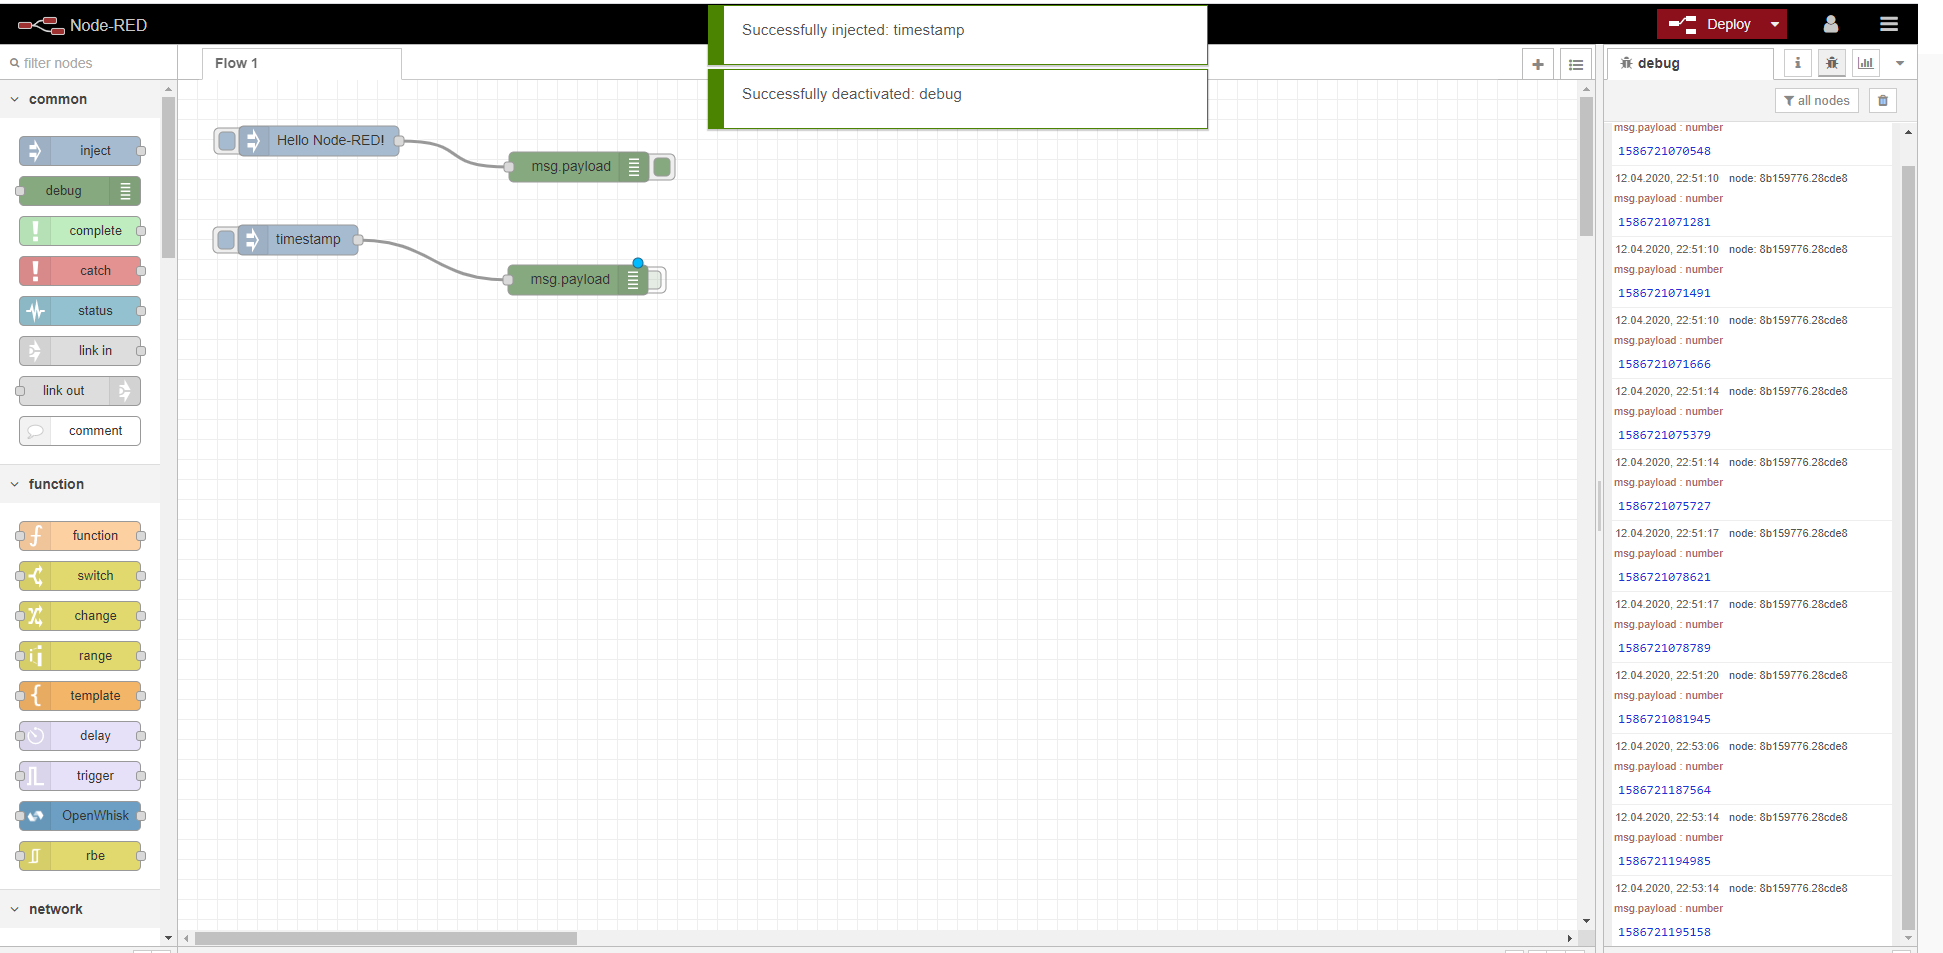 Node-RED
Successfully injected: timestamp
Successfully deactivated: debug
Deploy
filter nodes
common
inject
debug
complete
catch
status
link in
link out
comment
function
function
switch
change
range
template
delay
trigger
OpenWhisk
rbe
network
Flow 1
Hello Node-RED!
msg.payload
timestamp
msg.payload
debug
i
all nodes
msg.payload : number
1586721070548
12.04.2020, 22:51:10 node: 8b159776.28cde8
msg.payload : number
1586721071281
12.04.2020, 22:51:10 node: 8b159776.28cde8
msg.payload : number
1586721071491
12.04.2020, 22:51:10 node: 8b159776.28cde8
msg.payload : number
1586721071666
12.04.2020, 22:51:14 node: 8b159776.28cde8
msg.payload : number
1586721075379
12.04.2020, 22:51:14 node: 8b159776.28cde8
msg.payload : number
1586721075727
12.04.2020, 22:51:17 node: 8b159776.28cde8
msg.payload : number
1586721078621
12.04.2020, 22:51:17 node: 8b159776.28cde8
msg.payload : number
1586721078789
12.04.2020, 22:51:20 node: 8b159776.28cde8
msg.payload : number
1586721081945
12.04.2020, 22:53:06 node: 8b159776.28cde8
msg.payload : number
1586721187564
12.04.2020, 22:53:14 node: 8b159776.28cde8
msg.payload : number
1586721194985
12.04.2020, 22:53:14 node: 8b159776.28cde8
msg.payload : number
1586721195158